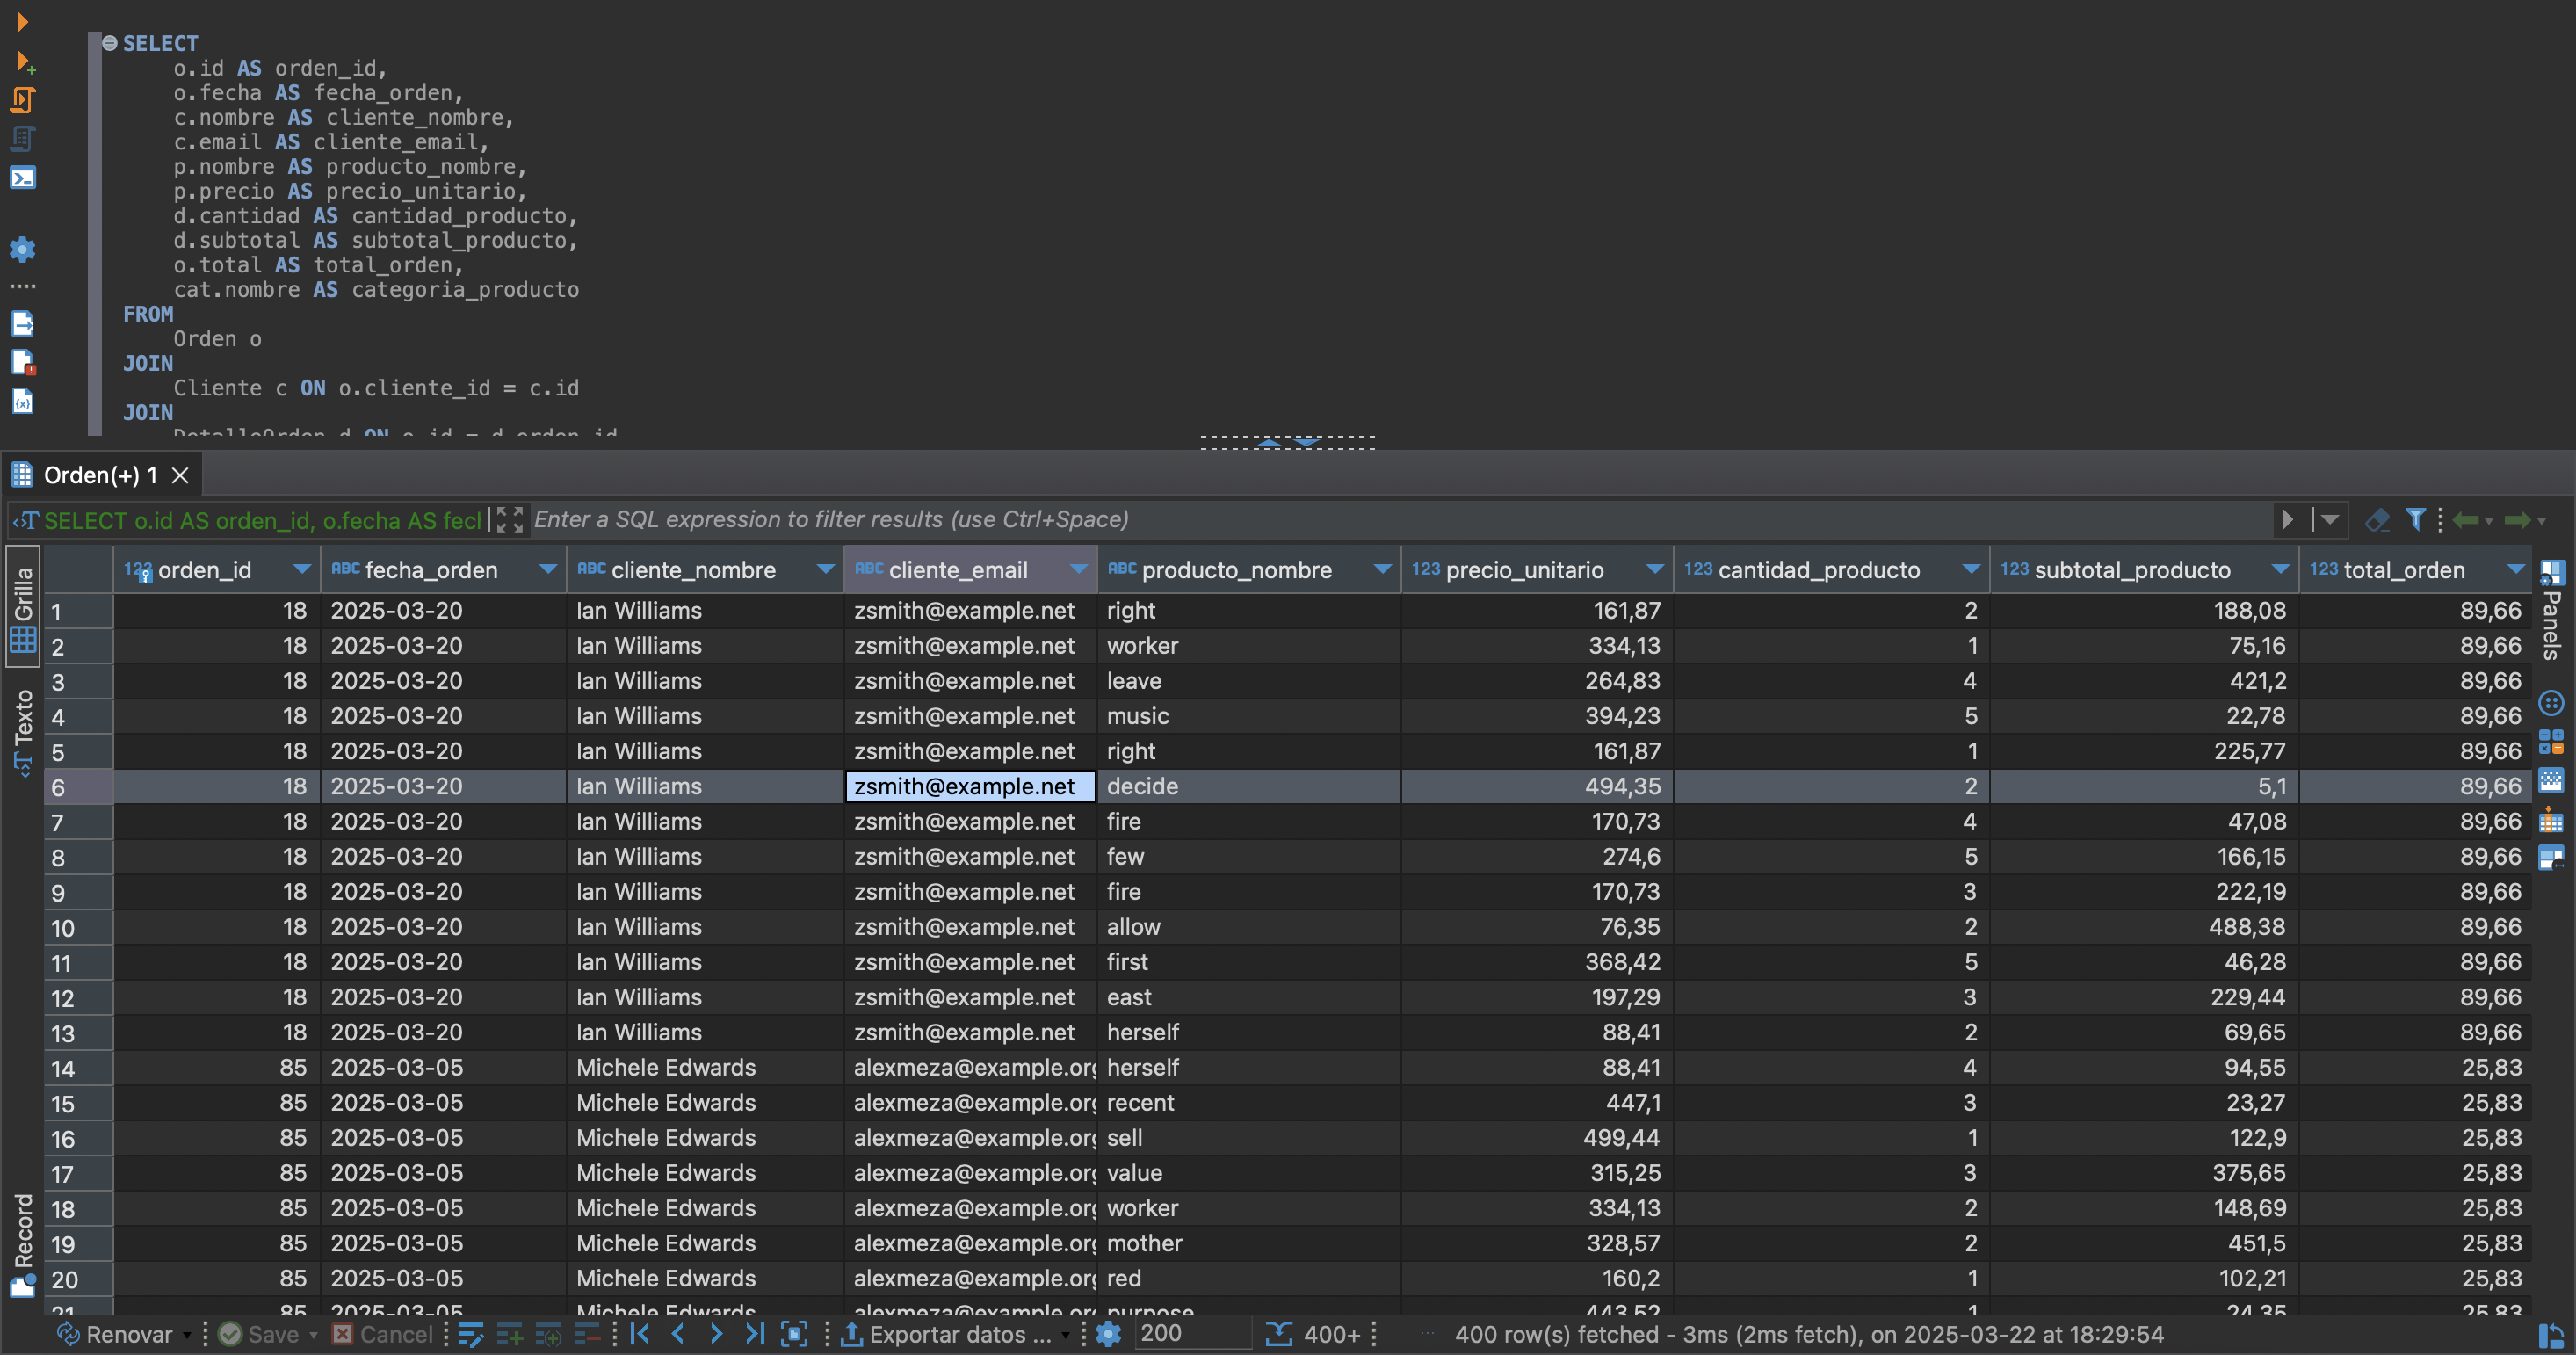 SELECT
o.id AS orden_id,
o.fecha AS fecha_orden,
c.nombre AS cliente_nombre,
c.email AS cliente_email,
p.nombre AS producto_nombre,
p.precio AS precio_unitario,
d.cantidad AS cantidad_producto,
d.subtotal AS subtotal_producto,
o.total AS total_orden,
cat.nombre AS categoria_producto
FROM
Orden o
JOIN
Cliente c ON o.cliente_id = c.id
JOIN
DetalleOrden d ON o.id = d.orden_id
Orden(+) 1
SELECT o.id AS orden_id, o.fecha AS fecl Enter a SQL expression to filter results (use Ctrl+Space)
Grilla
Texto
Record
Panels
123 orden_id ABC fecha_orden ABC cliente_nombre ABC cliente_email ABC producto_nombre 123 precio_unitario 123 cantidad_producto 123 subtotal_producto 123 total_orden
1 18 2025-03-20 Ian Williams zsmith@example.net right 161,87 2 188,08 89,66
2 18 2025-03-20 Ian Williams zsmith@example.net worker 334,13 1 75,16 89,66
3 18 2025-03-20 Ian Williams zsmith@example.net leave 264,83 4 421,2 89,66
4 18 2025-03-20 Ian Williams zsmith@example.net music 394,23 5 22,78 89,66
5 18 2025-03-20 Ian Williams zsmith@example.net right 161,87 1 225,77 89,66
6 18 2025-03-20 Ian Williams zsmith@example.net decide 494,35 2 5,1 89,66
7 18 2025-03-20 Ian Williams zsmith@example.net fire 170,73 4 47,08 89,66
8 18 2025-03-20 Ian Williams zsmith@example.net few 274,6 5 166,15 89,66
9 18 2025-03-20 Ian Williams zsmith@example.net fire 170,73 3 222,19 89,66
10 18 2025-03-20 Ian Williams zsmith@example.net allow 76,35 2 488,38 89,66
11 18 2025-03-20 Ian Williams zsmith@example.net first 368,42 5 46,28 89,66
12 18 2025-03-20 Ian Williams zsmith@example.net east 197,29 3 229,44 89,66
13 18 2025-03-20 Ian Williams zsmith@example.net herself 88,41 2 69,65 89,66
14 85 2025-03-05 Michele Edwards alexmeza@example.org herself 88,41 4 94,55 25,83
15 85 2025-03-05 Michele Edwards alexmeza@example.org recent 447,1 3 23,27 25,83
16 85 2025-03-05 Michele Edwards alexmeza@example.org sell 499,44 1 122,9 25,83
17 85 2025-03-05 Michele Edwards alexmeza@example.org value 315,25 3 375,65 25,83
18 85 2025-03-05 Michele Edwards alexmeza@example.org worker 334,13 2 148,69 25,83
19 85 2025-03-05 Michele Edwards alexmeza@example.org mother 328,57 2 451,5 25,83
20 85 2025-03-05 Michele Edwards alexmeza@example.org red 160,2 1 102,21 25,83
21 85 2025-03-05 Michele Edwards alexmeza@example.org purpose 443,52 1 24,35 25,83
Renovar Save Cancel Exportar datos ... 200 400+ 400 row(s) fetched - 3ms (2ms fetch), on 2025-03-22 at 18:29:54